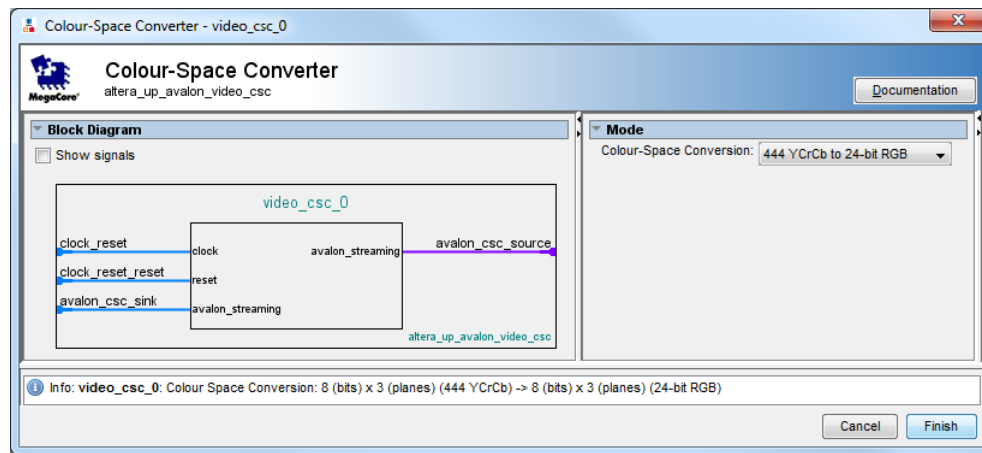 Colour-Space Converter - video_csc_0
Colour-Space Converter
altera_up_avalon_video_csc
MegaCore®
Documentation
Block Diagram
Show signals
video_csc_0
clock_reset
clock
avalon_streaming
avalon_csc_source
clock_reset_reset
reset
avalon_csc_sink
avalon_streaming
altera_up_avalon_video_csc
Mode
Colour-Space Conversion: 444 YCrCb to 24-bit RGB
Info: video_csc_0: Colour Space Conversion: 8 (bits) x 3 (planes) (444 YCrCb) -> 8 (bits) x 3 (planes) (24-bit RGB)
Cancel
Finish